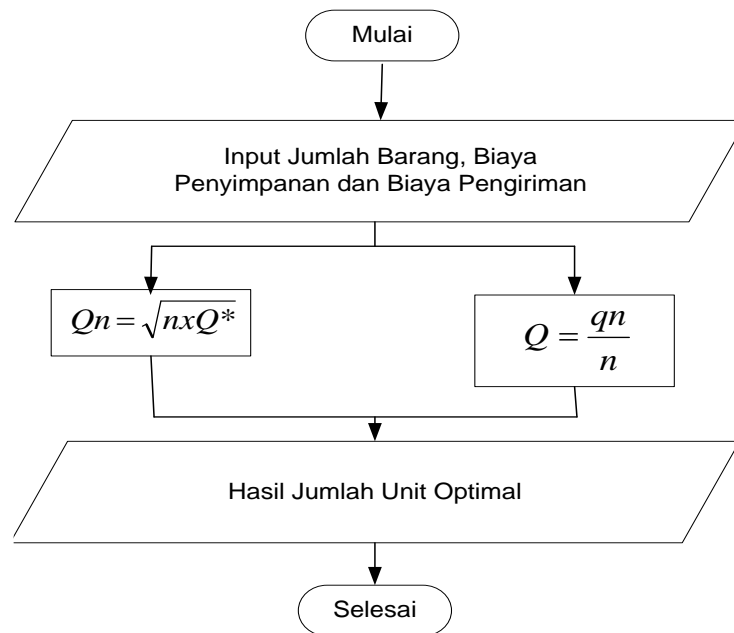 Mulai
Input Jumlah Barang, Biaya
Penyimpanan dan Biaya Pengiriman
Qn = √nxQ*
Q = qn/n
Hasil Jumlah Unit Optimal
Selesai